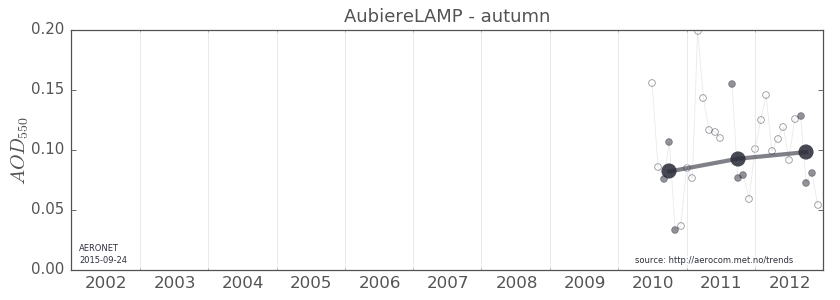 AubiereLAMP - autumn
0.20
0.15
0.10
0.05
0.00
AOD550
AERONET
2015-09-24
source: http://aerocom.met.no/trends
2002 2003 2004 2005 2006 2007 2008 2009 2010 2011 2012